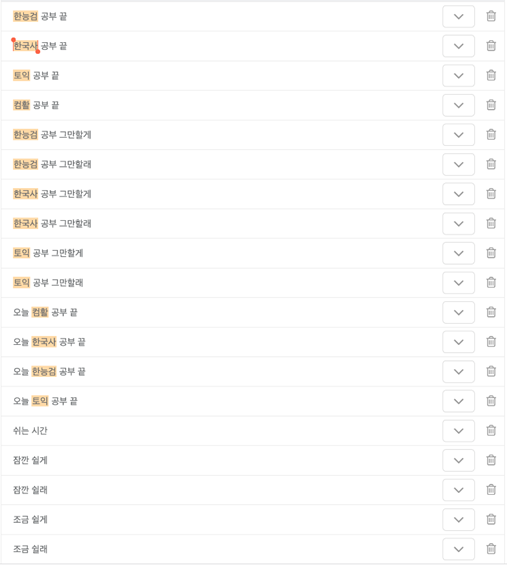 한능검 공부 끝
한국사 공부 끝
토익 공부 끝
컴활 공부 끝
한능검 공부 그만할게
한능검 공부 그만할래
한국사 공부 그만할게
한국사 공부 그만할래
토익 공부 그만할게
토익 공부 그만할래
오늘 컴활 공부 끝
오늘 한국사 공부 끝
오늘 한능검 공부 끝
오늘 토익 공부 끝
쉬는 시간
잠깐 쉴게
잠깐 쉴래
조금 쉴게
조금 쉴래